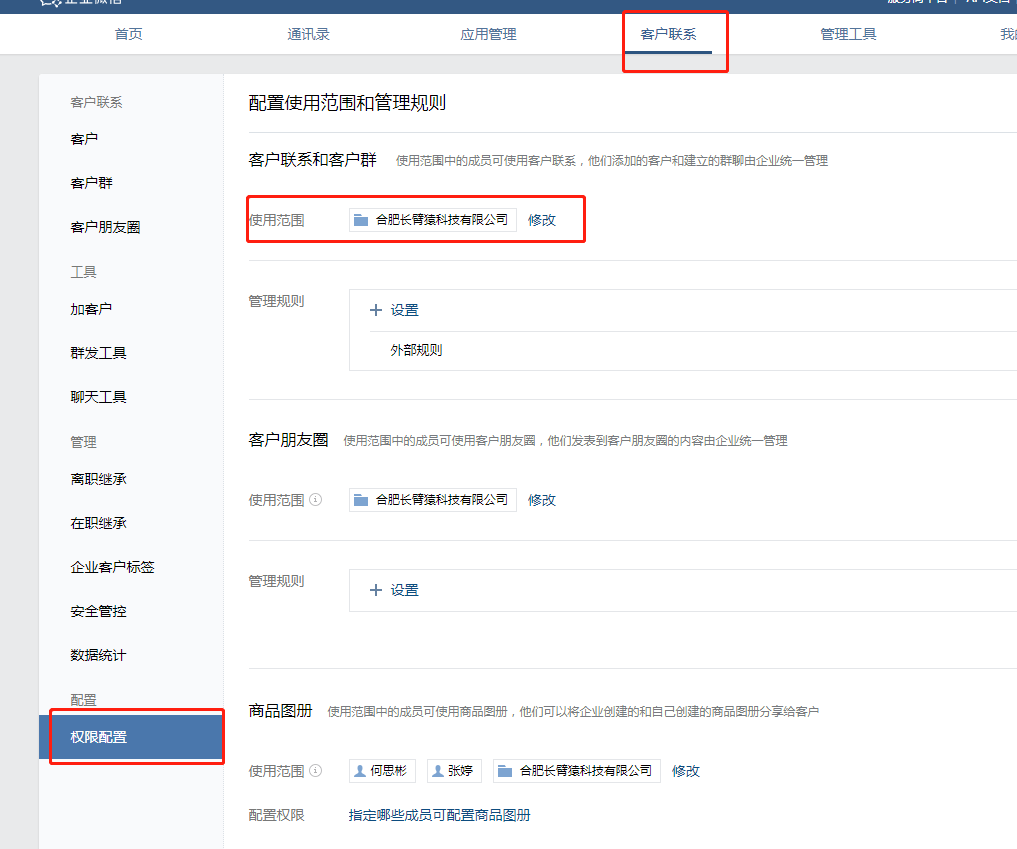 企业微信
服务商平台 | API文档
首页 通讯录 应用管理 客户联系 管理工具
客户联系
客户
客户群
客户朋友圈
工具
加客户
群发工具
聊天工具
管理
离职继承
在职继承
企业客户标签
安全管控
数据统计
配置
权限配置
配置使用范围和管理规则
客户联系和客户群 使用范围中的成员可使用客户联系，他们添加的客户和建立的群聊由企业统一管理
使用范围 合肥长臂猿科技有限公司 修改
管理规则 + 设置
外部规则
客户朋友圈 使用范围中的成员可使用客户朋友圈，他们发表到客户朋友圈的内容由企业统一管理
使用范围 合肥长臂猿科技有限公司 修改
管理规则 + 设置
商品图册 使用范围中的成员可使用商品图册，他们可以将企业创建的和自己创建的商品图册分享给客户
使用范围 何思彬 张婷 合肥长臂猿科技有限公司 修改
配置权限 指定哪些成员可配置商品图册